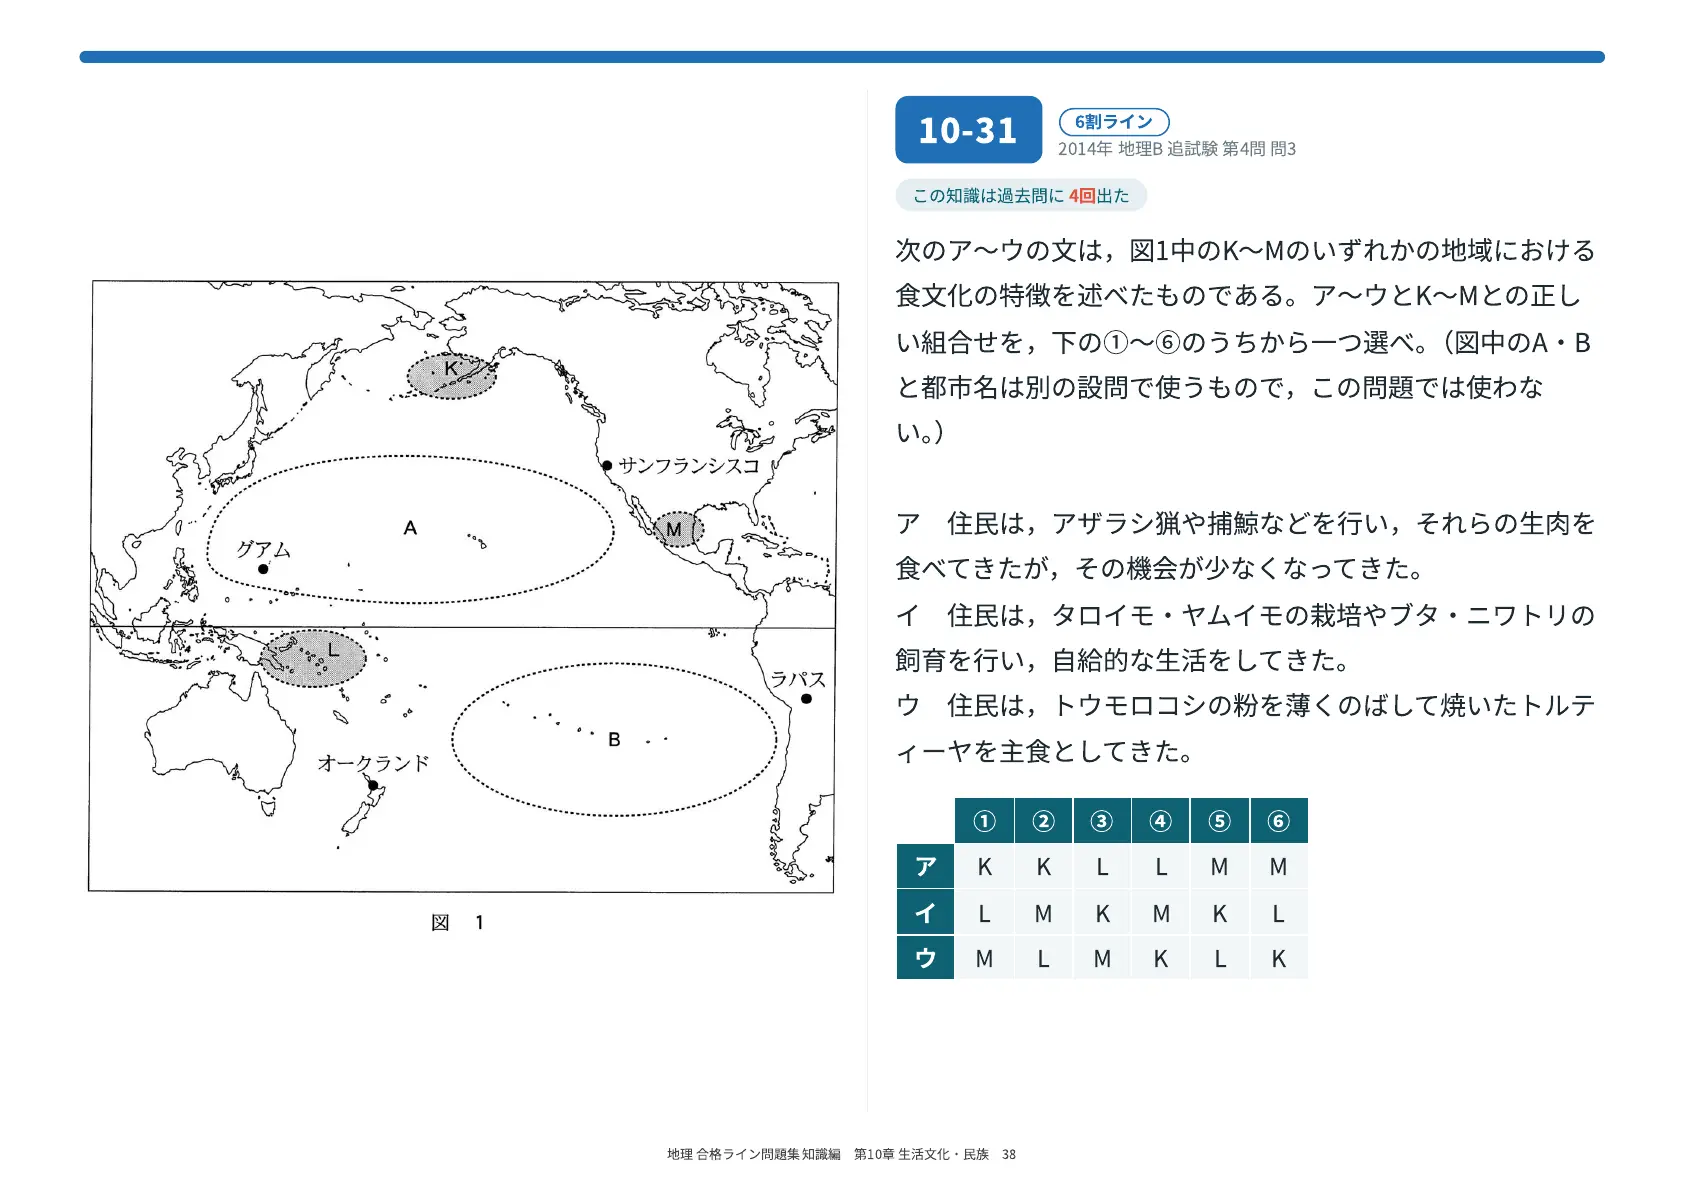 10-31
6割ライン
2014年 地理B 追試験 第4問 問3
この知識は過去問に 4回出た
次のア～ウの文は，図1中のK～Mのいずれかの地域における
食文化の特徴を述べたものである。ア～ウとK～Mとの正し
い組合せを，下の①～⑥のうちから一つ選べ。（図中のA・B
と都市名は別の設問で使うもので，この問題では使わな
い。）
ア　住民は，アザラシ猟や捕鯨などを行い，それらの生肉を
食べてきたが，その機会が少なくなってきた。
イ　住民は，タロイモ・ヤムイモの栽培やブタ・ニワトリの
飼育を行い，自給的な生活をしてきた。
ウ　住民は，トウモロコシの粉を薄くのばして焼いたトルテ
ィーヤを主食としてきた。
① ② ③ ④ ⑤ ⑥
ア K K L L M M
イ L M K M K L
ウ M L M K L K
K
サンフランシスコ
A
M
グアム
L
ラパス
B
オークランド
図 1
地理 合格ライン問題集 知識編　第10章 生活文化・民族　38